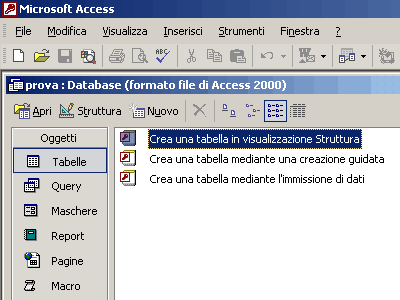 Microsoft Access
File Modifica Visualizza Inserisci Strumenti Finestra ?
ABC
prova : Database (formato file di Access 2000)
Apri Struttura Nuovo
Oggetti
Tabelle
Query
Maschere
Report
Pagine
Macro
Crea una tabella in visualizzazione Struttura
Crea una tabella mediante una creazione guidata
Crea una tabella mediante l'immissione di dati